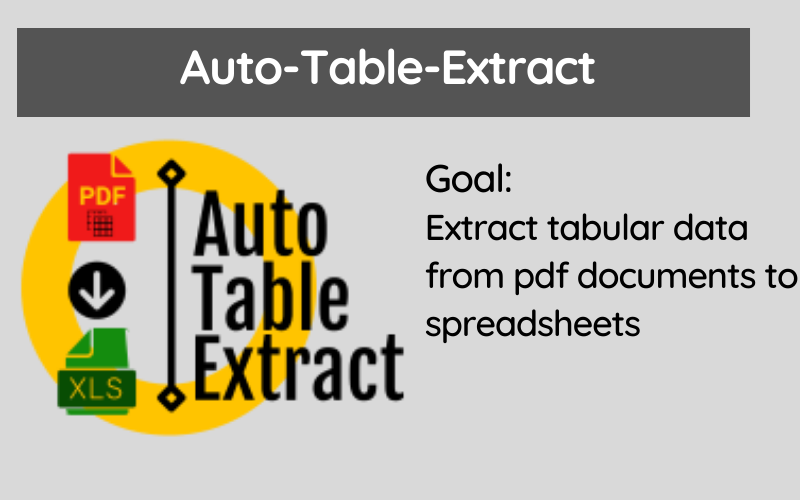 Auto-Table-Extract
PDF
XLS
Auto
Table
Extract
Goal:
Extract tabular data
from pdf documents to
spreadsheets